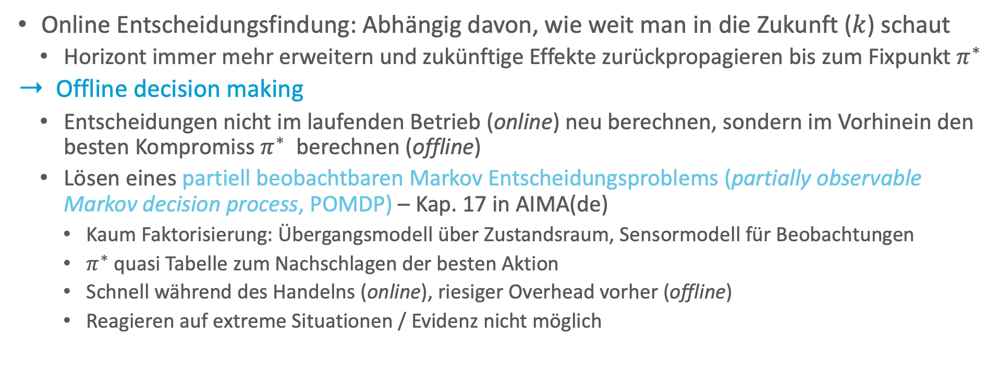 • Online Entscheidungsfindung: Abhängig davon, wie weit man in die Zukunft (𝑘) schaut
• Horizont immer mehr erweitern und zukünftige Effekte zurückpropagieren bis zum Fixpunkt 𝜋*
→ Offline decision making
• Entscheidungen nicht im laufenden Betrieb (online) neu berechnen, sondern im Vorhinein den
besten Kompromiss 𝜋* berechnen (offline)
• Lösen eines partiell beobachtbaren Markov Entscheidungsproblems (partially observable
Markov decision process, POMDP) – Kap. 17 in AIMA(de)
• Kaum Faktorisierung: Übergangsmodell über Zustandsraum, Sensormodell für Beobachtungen
• 𝜋* quasi Tabelle zum Nachschlagen der besten Aktion
• Schnell während des Handelns (online), riesiger Overhead vorher (offline)
• Reagieren auf extreme Situationen / Evidenz nicht möglich